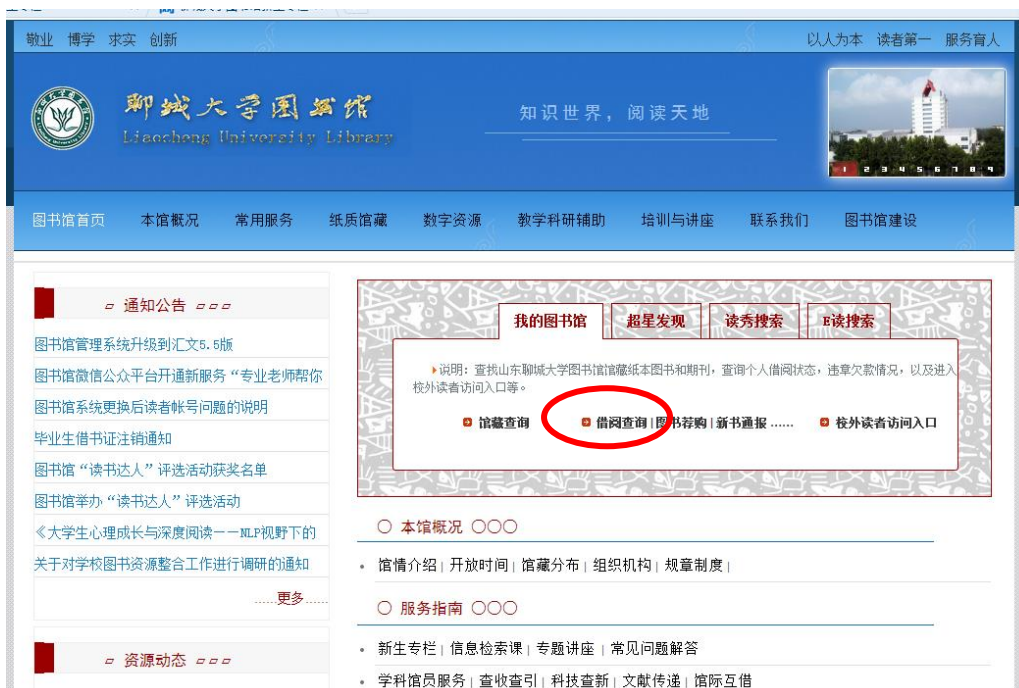 敬业 博学 求实 创新
以人为本 读者第一 服务育人
聊城大学图书馆
Liaocheng University Library
知识世界，阅读天地
1 2 3 4 5 6 7 8 9
图书馆首页 本馆概况 常用服务 纸质馆藏 数字资源 教学科研辅助 培训与讲座 联系我们 图书馆建设
通知公告
图书馆管理系统升级到汇文5.5版
图书馆微信公众平台开通新服务“专业老师帮你
图书馆系统更换后读者帐号问题的说明
毕业生借书证注销通知
图书馆“读书达人”评选活动获奖名单
图书馆举办“读书达人”评选活动
《大学生心理成长与深度阅读——NLP视野下的
关于对学校图书资源整合工作进行调研的通知
......更多......
资源动态
我的图书馆 超星发现 读秀搜索 E读搜索
说明：查找山东聊城大学图书馆馆藏纸本图书和期刊，查询个人借阅状态，违章欠款情况，以及进入
校外读者访问入口等。
馆藏查询 借阅查询|图书荐购|新书通报...... 校外读者访问入口
○ 本馆概况 ○○○
馆情介绍|开放时间|馆藏分布|组织机构|规章制度|
○ 服务指南 ○○○
新生专栏|信息检索课|专题讲座|常见问题解答
学科馆员服务|查收查引|科技查新|文献传递|馆际互借